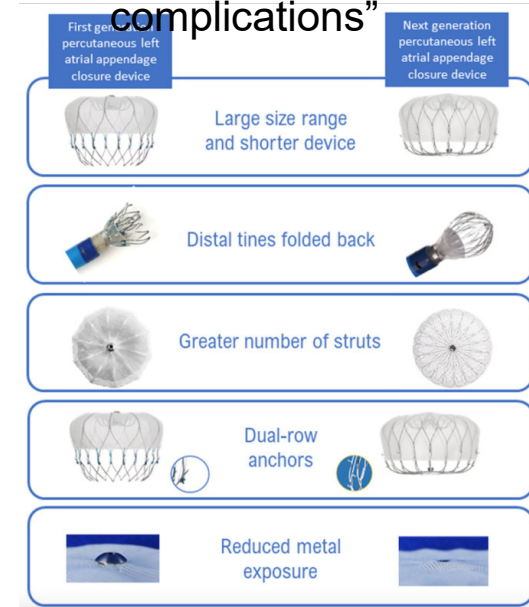 complications”
First generation
percutaneous left
atrial appendage
closure device
Next generation
percutaneous left
atrial appendage
closure device
Large size range
and shorter device
Distal tines folded back
Greater number of struts
Dual-row
anchors
Reduced metal
exposure